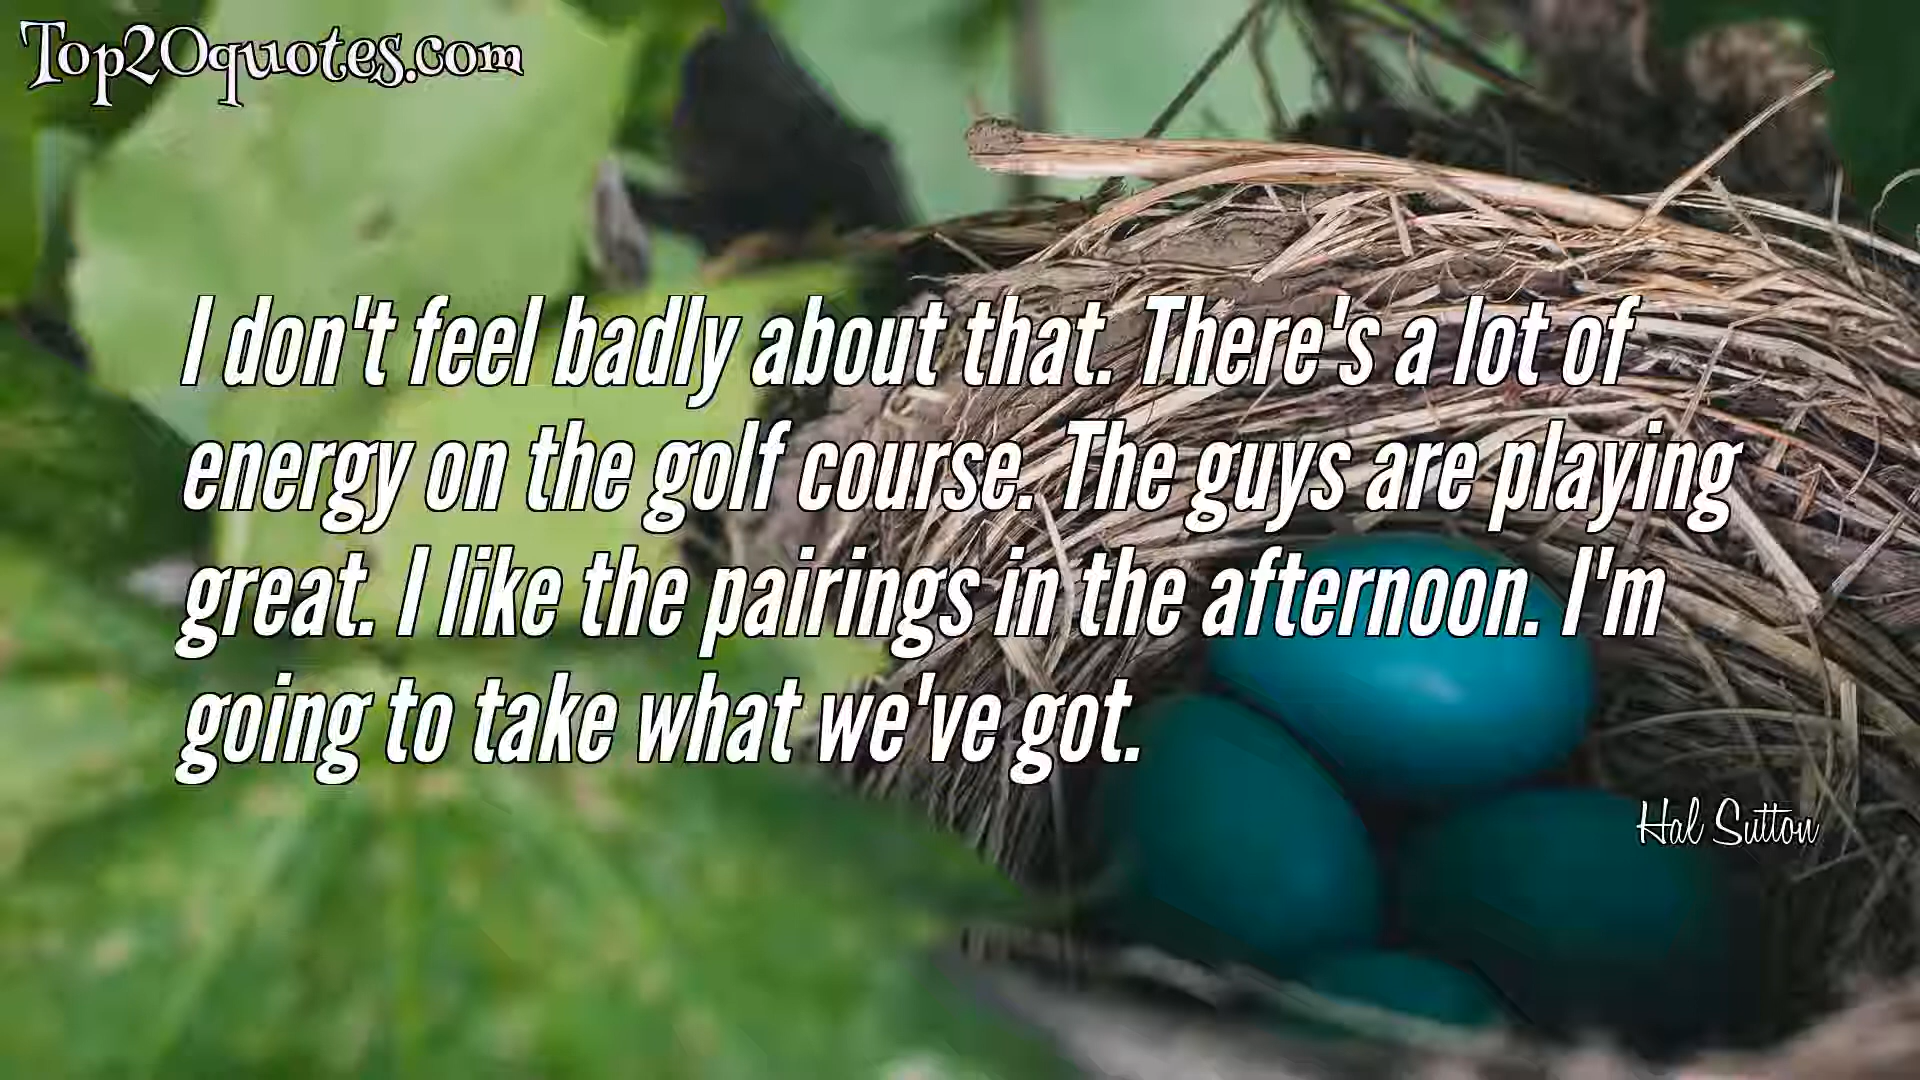 Top20quotes.com
I don't feel badly about that. There's a lot of
energy on the golf course. The guys are playing
great. I like the pairings in the afternoon. I'm
going to take what we've got.
Hal Sutton